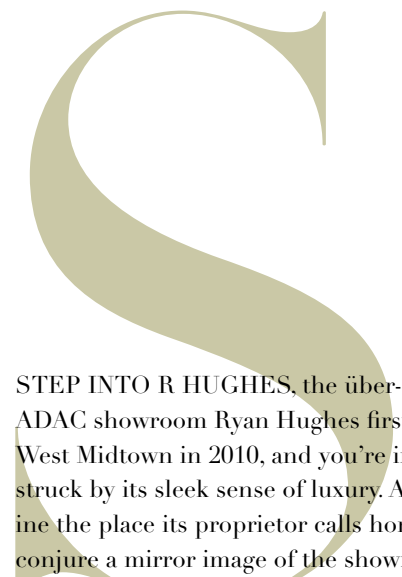 S
STEP INTO R HUGHES, the über-
ADAC showroom Ryan Hughes firs
West Midtown in 2010, and you're i
struck by its sleek sense of luxury. A
ine the place its proprietor calls ho
conjure a mirror image of the show